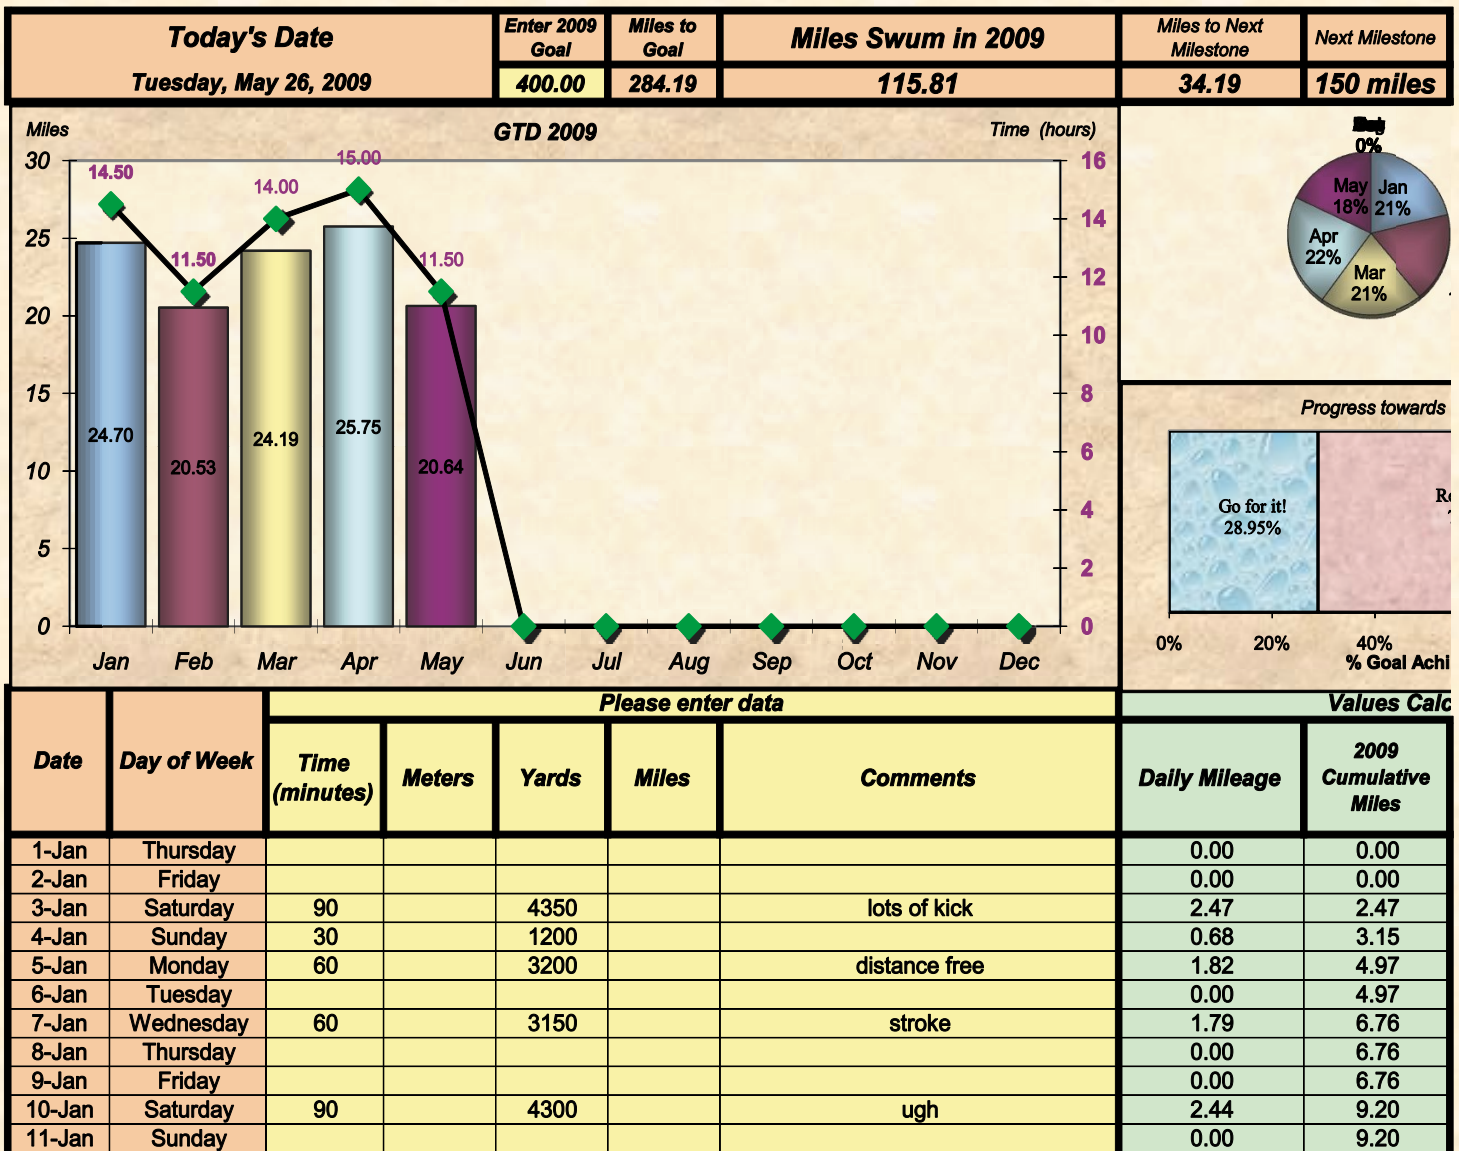 Today's Date
Enter 2009 Goal
Miles to Goal
Miles Swum in 2009
Miles to Next Milestone
Next Milestone
Tuesday, May 26, 2009
400.00
284.19
115.81
34.19
150 miles
Miles
GTD 2009
Time (hours)
30
25
20
15
10
5
0
14.50
11.50
14.00
15.00
11.50
24.70
20.53
24.19
25.75
20.64
16
14
12
10
8
6
4
2
0
Jan Feb Mar Apr May Jun Jul Aug Sep Oct Nov Dec
0%
May 18%
Jan 21%
Apr 22%
Mar 21%
Progress towards
Go for it!
28.95%
0% 20% 40%
% Goal Achi
Please enter data
Values Calc
Date
Day of Week
Time (minutes)
Meters
Yards
Miles
Comments
Daily Mileage
2009 Cumulative Miles
1-Jan Thursday 0.00 0.00
2-Jan Friday 0.00 0.00
3-Jan Saturday 90 4350 lots of kick 2.47 2.47
4-Jan Sunday 30 1200 0.68 3.15
5-Jan Monday 60 3200 distance free 1.82 4.97
6-Jan Tuesday 0.00 4.97
7-Jan Wednesday 60 3150 stroke 1.79 6.76
8-Jan Thursday 0.00 6.76
9-Jan Friday 0.00 6.76
10-Jan Saturday 90 4300 ugh 2.44 9.20
11-Jan Sunday 0.00 9.20